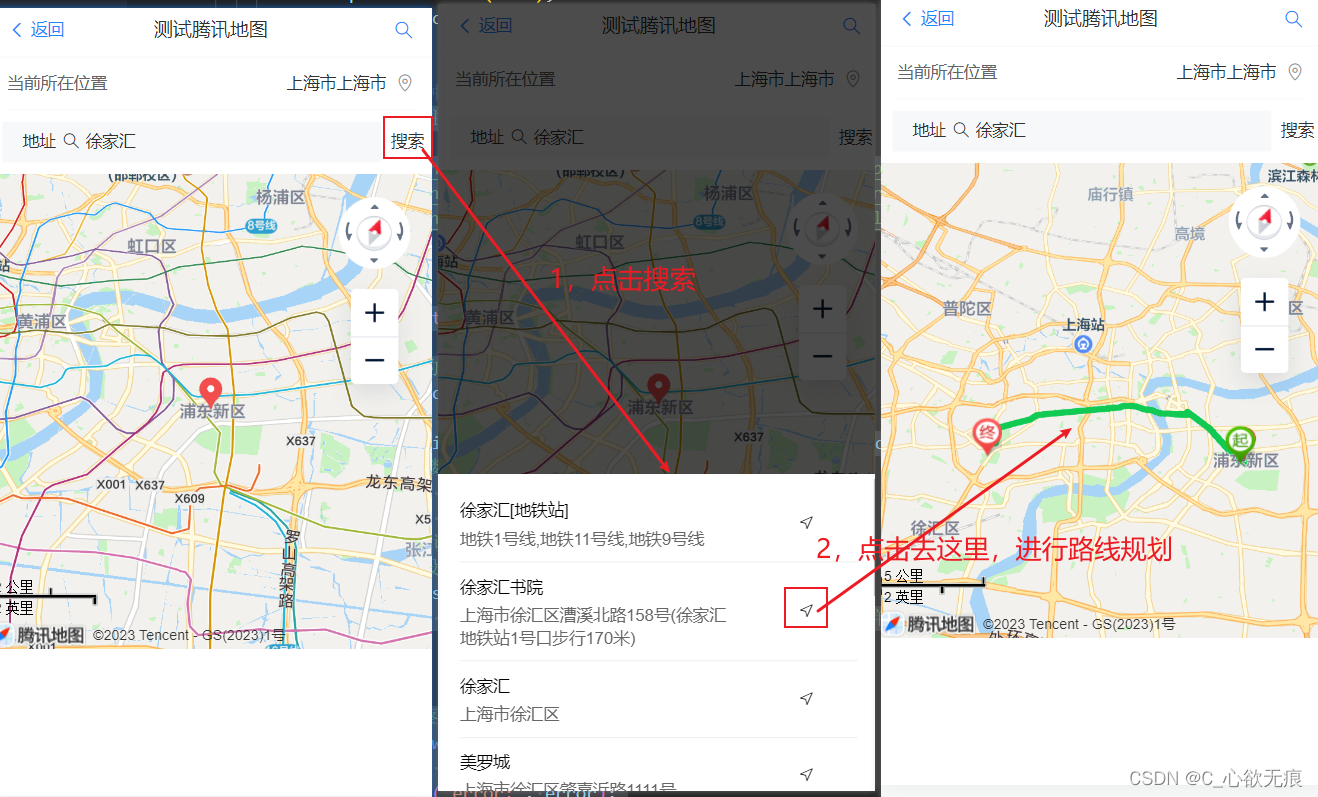 返回
测试腾讯地图
当前所在位置
上海市上海市
地址
徐家汇
搜索
(邯郸校区)
杨浦区
8号线
虹口区
黄浦区
浦东新区
X637
X001
X637
X609
龙东高架
X5
张江
罗山高架路
公里
英里
腾讯地图
©2023 Tencent - GS(2023)1号
X001
返回
测试腾讯地图
当前所在位置
上海市上海市
地址
徐家汇
搜索
杨浦区
8号线
虹口区
黄浦区
1，点击搜索
浦东新区
X637
徐家汇[地铁站]
地铁1号线,地铁11号线,地铁9号线
徐家汇书院
上海市徐汇区漕溪北路158号(徐家汇
地铁站1号口步行170米)
徐家汇
上海市徐汇区
美罗城
上海市徐汇区肇嘉浜路1111号
error
返回
测试腾讯地图
当前所在位置
上海市上海市
地址
徐家汇
搜索
滨江森林
庙行镇
高境
普陀区
区
上海站
终
起
浦东新区
徐汇区
2，点击去这里，进行路线规划
5 公里
2 英里
腾讯地图
©2023 Tencent - GS(2023)1号
外环
CSDN @C_心欲无痕